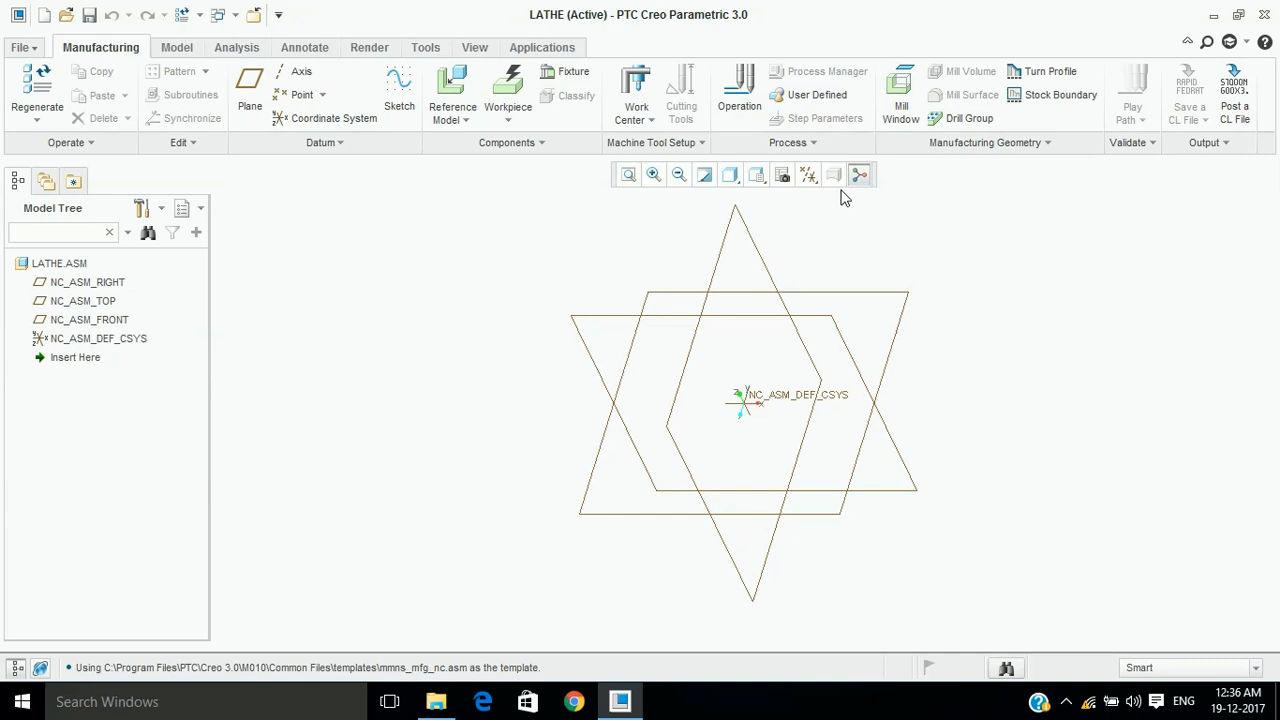 LATHE (Active) - PTC Creo Parametric 3.0
File Manufacturing Model Analysis Annotate Render Tools View Applications
Regenerate
Copy
Paste
Delete
Operate
Pattern
Subroutines
Synchronize
Edit
Plane
Axis
Point
Coordinate System
Sketch
Datum
Reference
Model
Workpiece
Fixture
Classify
Components
Work
Center
Cutting
Tools
Machine Tool Setup
Operation
Process Manager
User Defined
Step Parameters
Process
Mill
Window
Mill Volume
Mill Surface
Drill Group
Turn Profile
Stock Boundary
Manufacturing Geometry
Play
Path
Validate
RAPID
FEDRAT
Save a
CL File
Post a
CL File
Output
Model Tree
LATHE.ASM
NC_ASM_RIGHT
NC_ASM_TOP
NC_ASM_FRONT
NC_ASM_DEF_CSYS
Insert Here
NC_ASM_DEF_CSYS
• Using C:\Program Files\PTC\Creo 3.0\M010\Common Files\templates\mmns_mfg_nc.asm as the template.
Smart
Search Windows
ENG
12:36 AM
19-12-2017